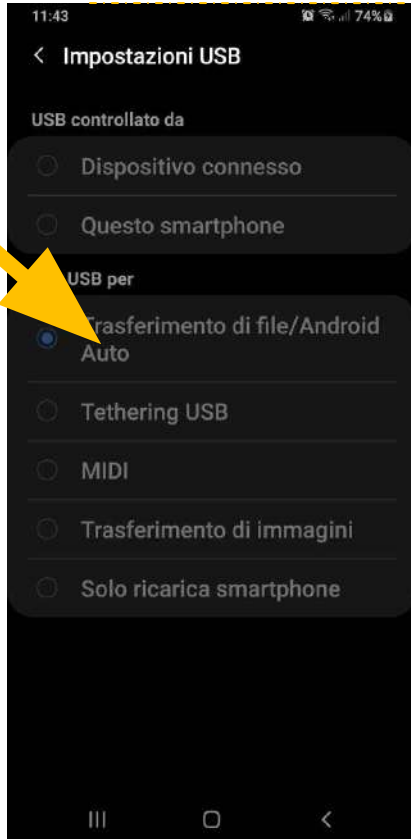 11:43 74%
Impostazioni USB
USB controllato da
Dispositivo connesso
Questo smartphone
USB per
Trasferimento di file/Android
Auto
Tethering USB
MIDI
Trasferimento di immagini
Solo ricarica smartphone